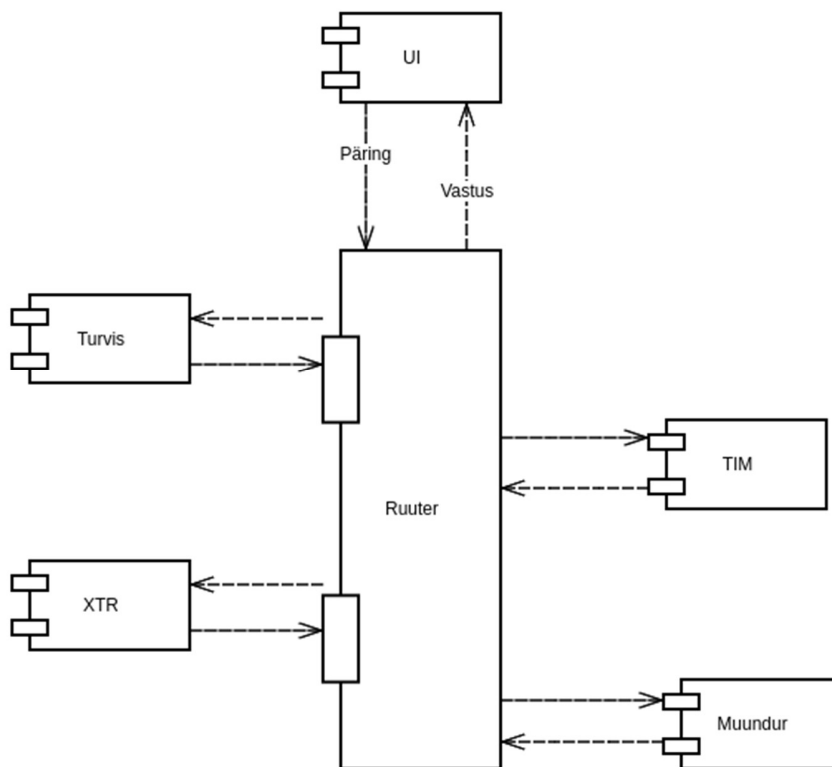 UI
Päring
Vastus
Turvis
TIM
Ruuter
XTR
Muundur